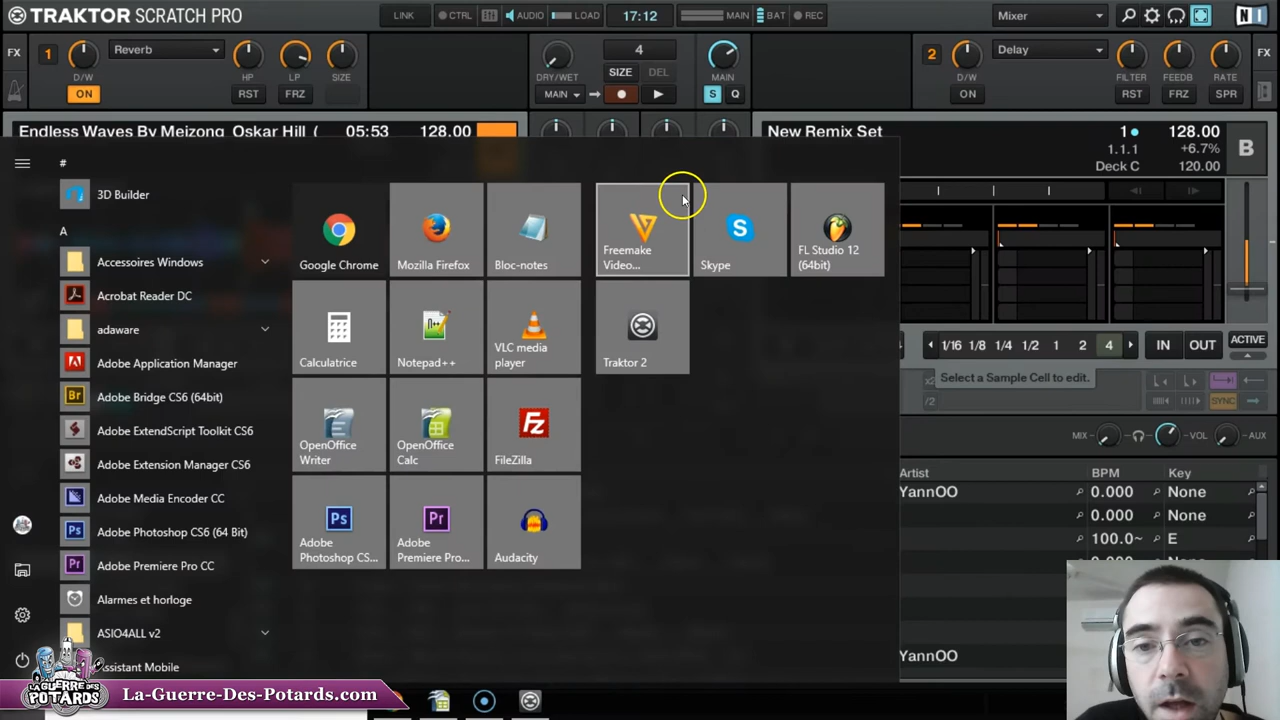 TRAKTOR SCRATCH PRO
LINK
CTRL
AUDIO
LOAD
17:12
MAIN
BAT
REC
Mixer
FX
1
Reverb
D/W
ON
HP
RST
LP
FRZ
SIZE
DRY/WET
MAIN
4
SIZE
DEL
MAIN
S
Q
2
Delay
D/W
ON
FILTER
RST
FEEDB
FRZ
RATE
SPR
FX
Endless Waves By Meizong Oskar Hill (
05:53
128.00
New Remix Set
1
128.00
1.1.1
+6.7%
Deck C
120.00
B
#
3D Builder
A
Accessoires Windows
Acrobat Reader DC
adaware
Adobe Application Manager
Adobe Bridge CS6 (64bit)
Adobe ExtendScript Toolkit CS6
Adobe Extension Manager CS6
Adobe Media Encoder CC
Adobe Photoshop CS6 (64 Bit)
Adobe Premiere Pro CC
Alarmes et horloge
ASIO4ALL v2
Assistant Mobile
Google Chrome
Mozilla Firefox
Bloc-notes
Calculatrice
Notepad++
VLC media
player
OpenOffice
Writer
OpenOffice
Calc
FileZilla
Adobe
Photoshop CS...
Adobe
Premiere Pro...
Audacity
Freemake
Video...
Skype
FL Studio 12
(64bit)
Traktor 2
1/16
1/8
1/4
1/2
1
2
4
IN
OUT
ACTIVE
Select a Sample Cell to edit.
x2
/2
SYNC
MIX
VOL
AUX
Artist
BPM
Key
YannOO
0.000
None
0.000
None
100.0~
E
YannOO
LA GUERRE DES
POTARDS
La-Guerre-Des-Potards.com